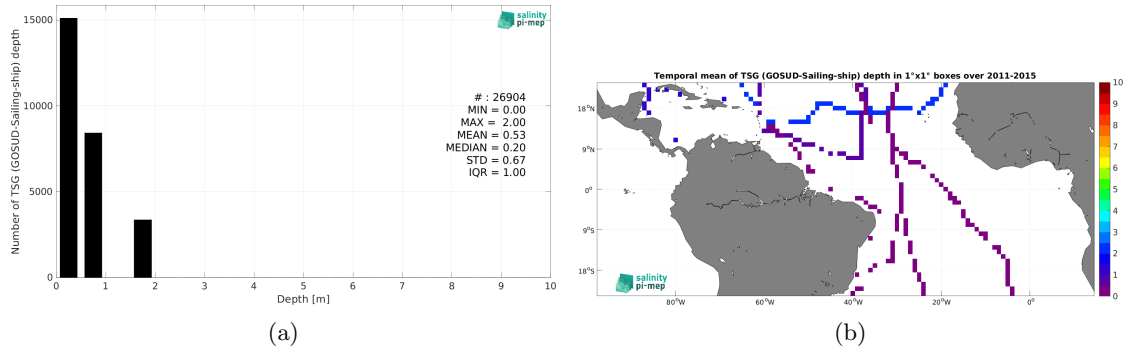 15000
10000
5000
0
Number of TSG (GOSUD-Sailing-ship) depth
0 1 2 3 4 5 6 7 8 9 10
Depth [m]
salinity
pi-mep
# : 26904
MIN = 0.00
MAX = 2.00
MEAN = 0.53
MEDIAN = 0.20
STD = 0.67
IQR = 1.00
(a)
Temporal mean of TSG (GOSUD-Sailing-ship) depth in 1°x1° boxes over 2011-2015
18°N
9°N
0°
9°S
18°S
80°W 60°W 40°W 20°W 0°
salinity
pi-mep
10
9
8
7
6
5
4
3
2
1
0
(b)